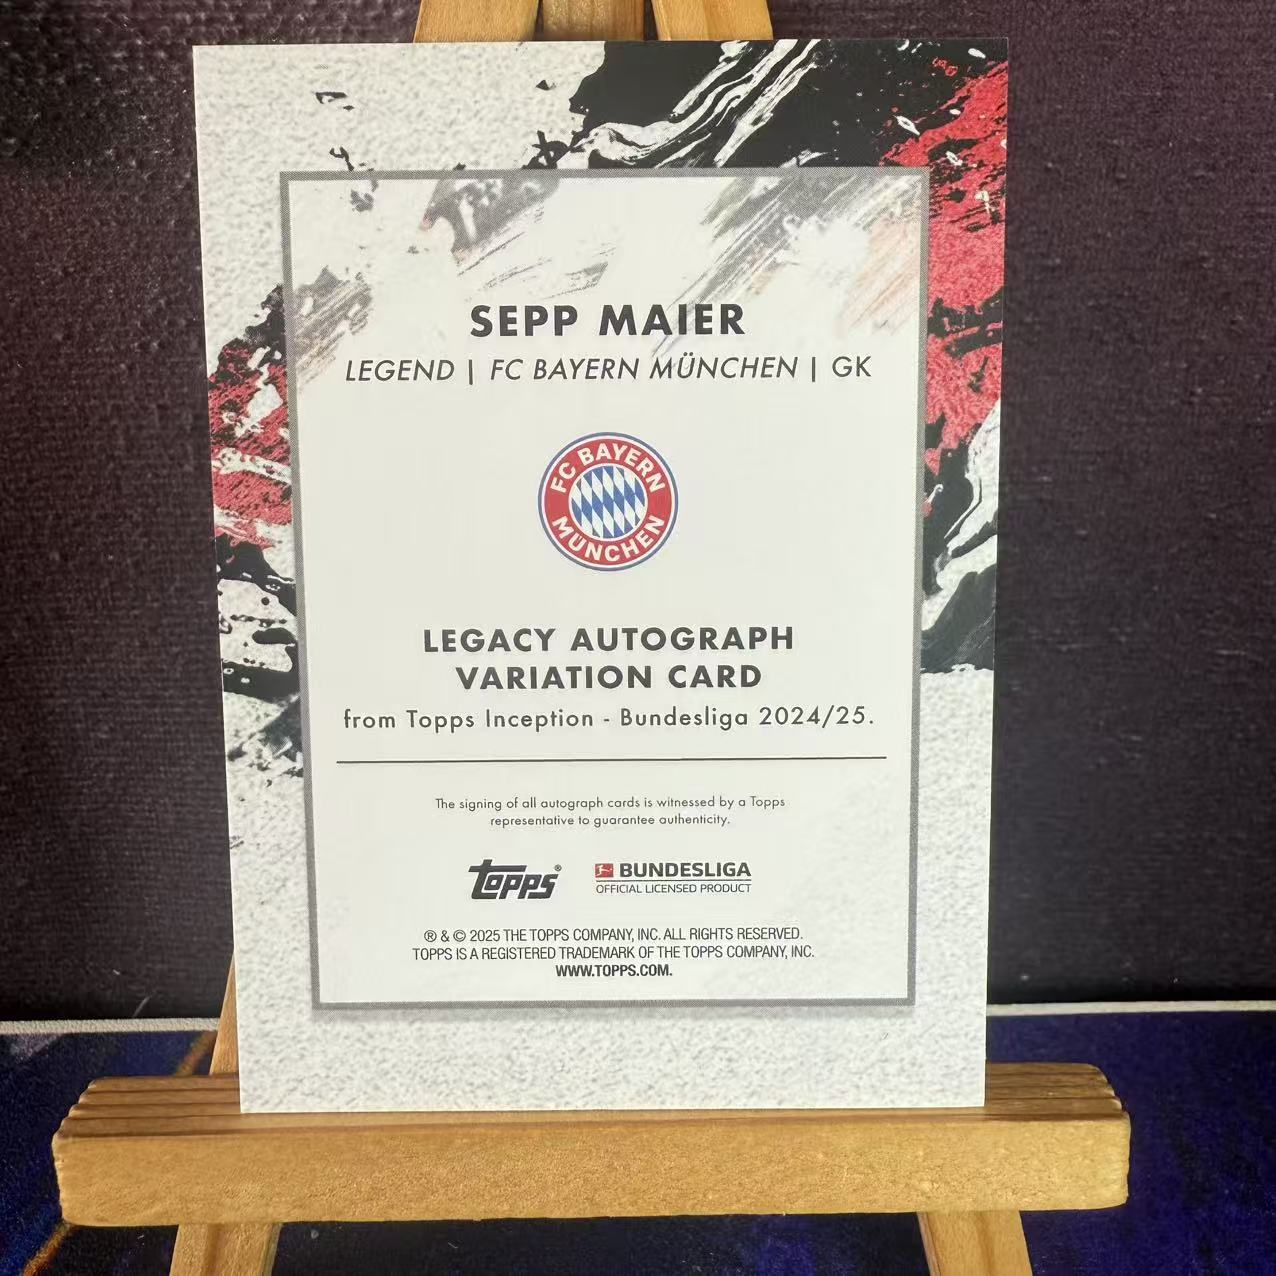 SEPP MAIER
LEGEND | FC BAYERN MÜNCHEN | GK
FC BAYERN
MÜNCHEN
LEGACY AUTOGRAPH
VARIATION CARD
from Topps Inception - Bundesliga 2024/25.
The signing of all autograph cards is witnessed by a Topps
representative to guarantee authenticity.
Topps®
BUNDESLIGA
OFFICIAL LICENSED PRODUCT
® & © 2025 THE TOPPS COMPANY, INC. ALL RIGHTS RESERVED.
TOPPS IS A REGISTERED TRADEMARK OF THE TOPPS COMPANY, INC.
WWW.TOPPS.COM.